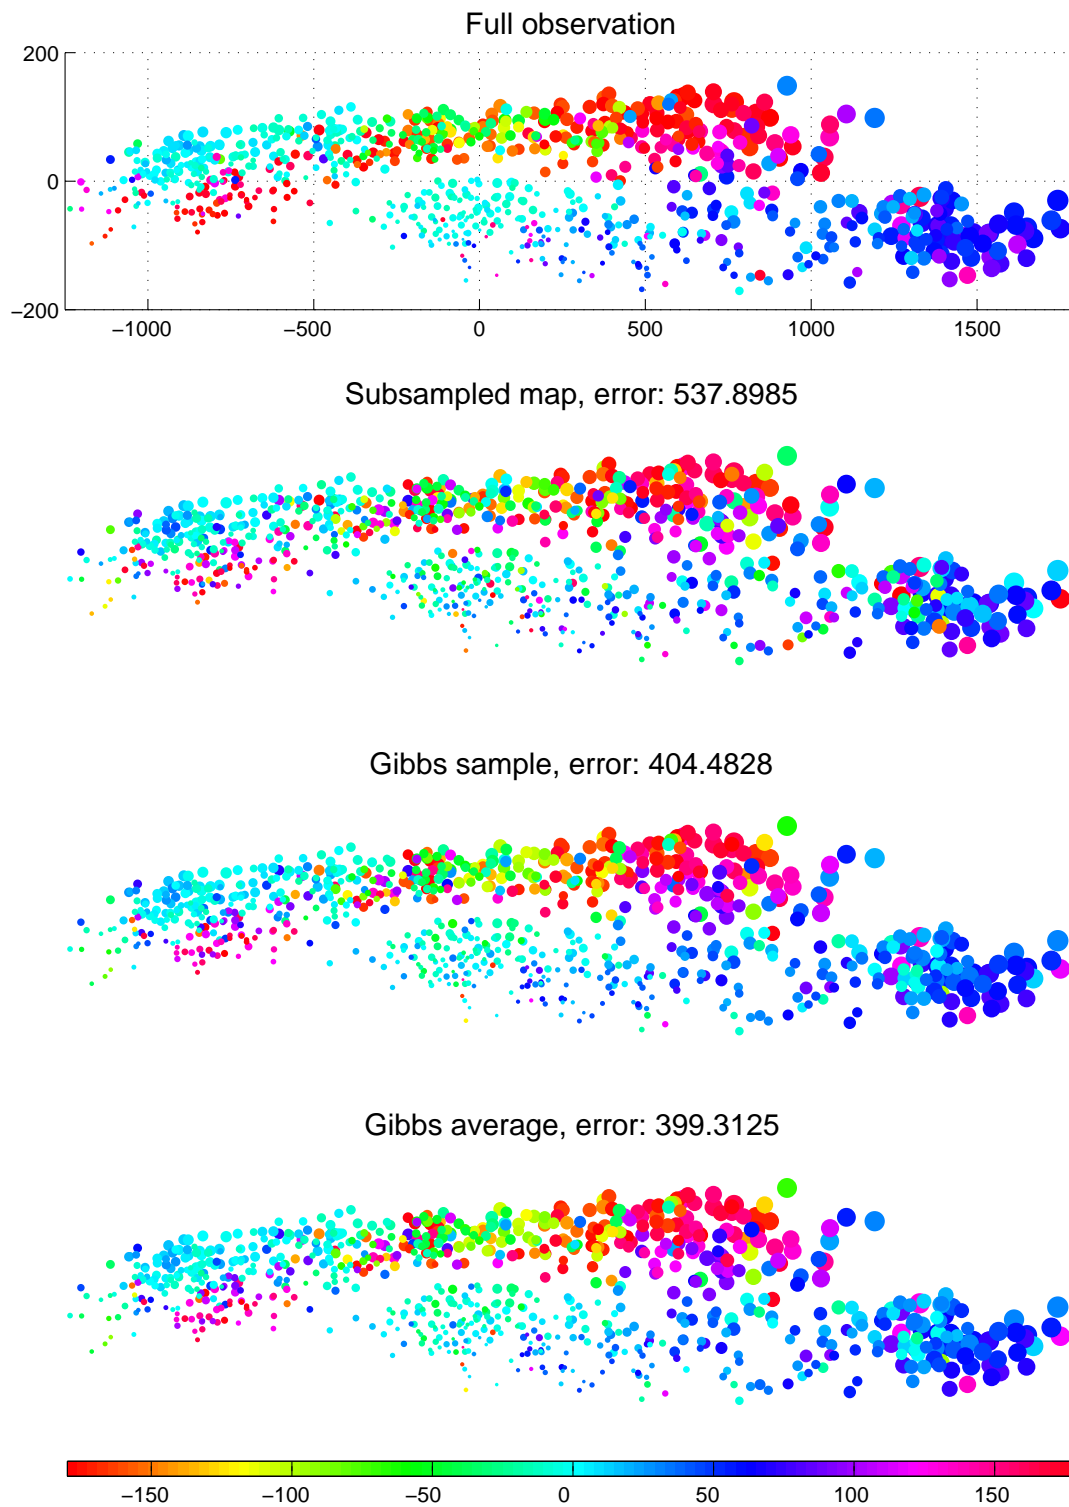 Full observation
200
0
−200
−1000 −500 0 500 1000 1500
Subsampled map, error: 537.8985
Gibbs sample, error: 404.4828
Gibbs average, error: 399.3125
−150 −100 −50 0 50 100 150